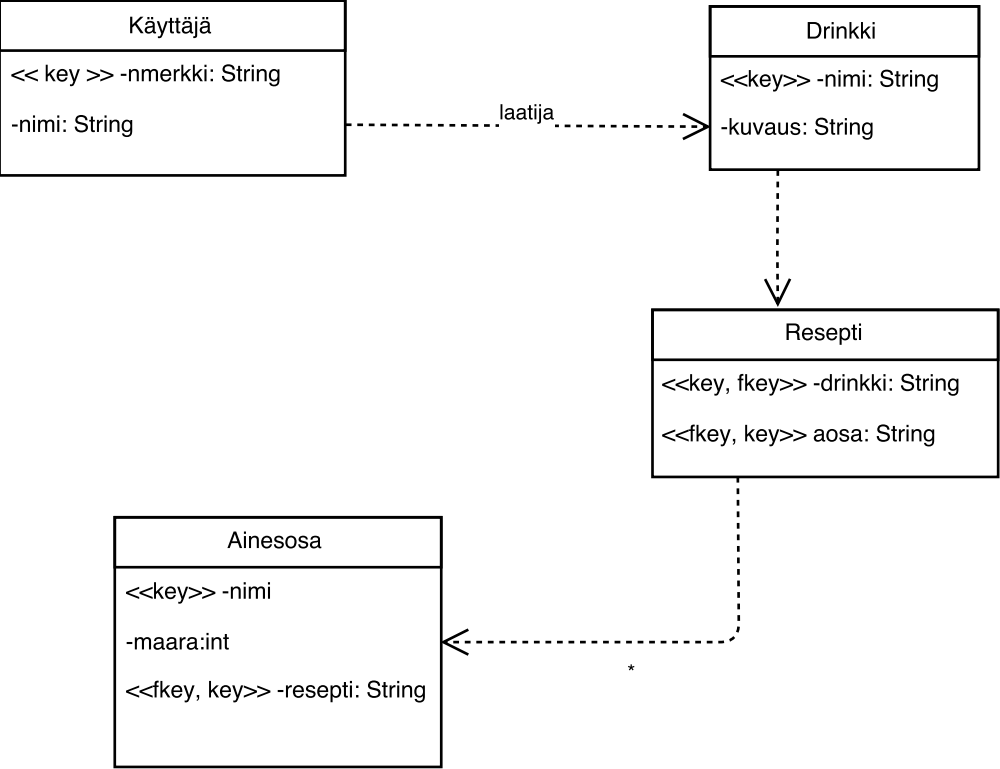 Käyttäjä
<< key >> -nmerkki: String
-nimi: String
laatija
Drinkki
<<key>> -nimi: String
-kuvaus: String
Resepti
<<key, fkey>> -drinkki: String
<<fkey, key>> aosa: String
Ainesosa
<<key>> -nimi
-maara:int
<<fkey, key>> -resepti: String
*